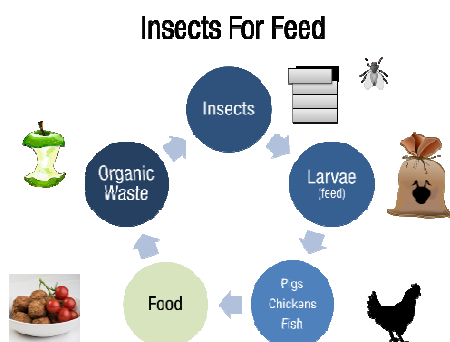 Insects For Feed
Insects
Larvae
(feed)
Pigs
Chickens
Fish
Food
Organic
Waste